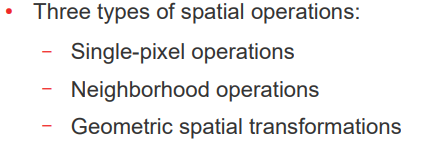 • Three types of spatial operations:
– Single-pixel operations
– Neighborhood operations
– Geometric spatial transformations